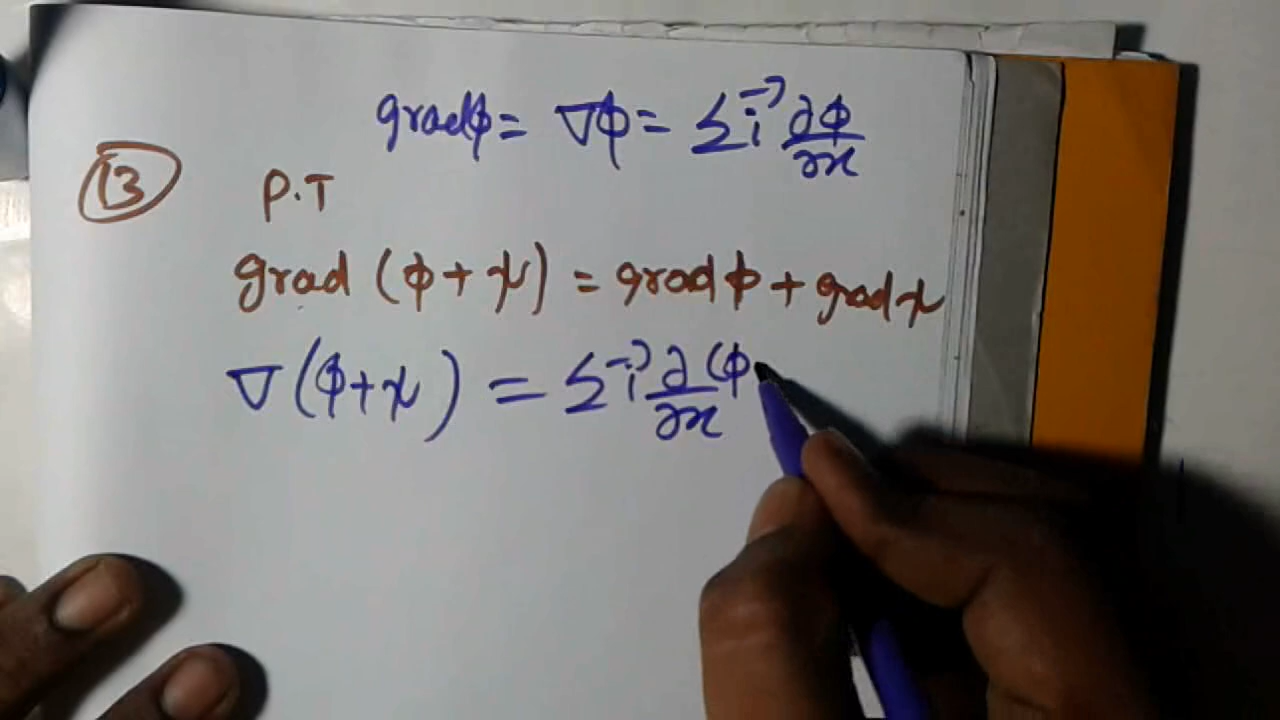 gradφ = ∇φ = Σ i⃗ ∂φ/∂x
13 P.T
grad (φ + ψ) = grad φ + grad ψ
∇(φ + ψ) = Σ i⃗ ∂/∂x (φ